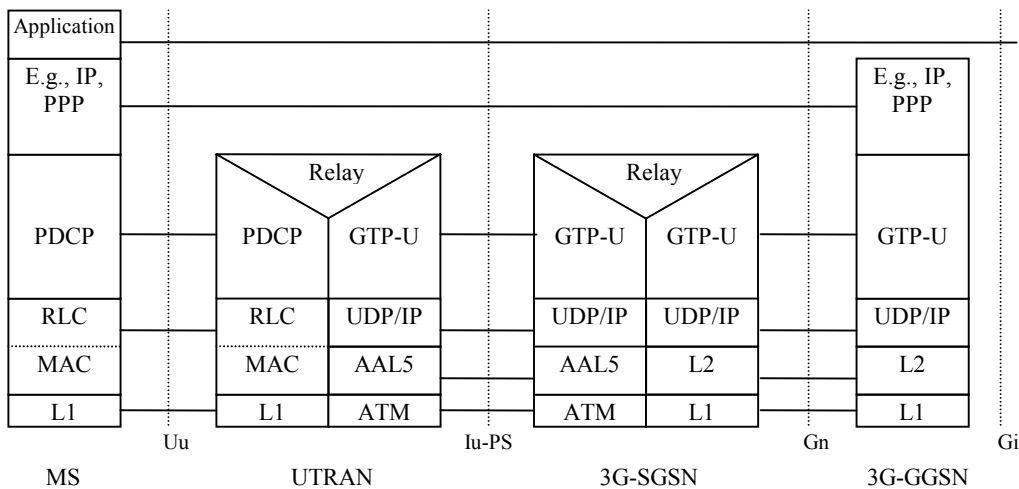 Application
E.g., IP,
PPP
E.g., IP,
PPP
Relay
Relay
PDCP
PDCP
GTP-U
GTP-U
GTP-U
GTP-U
RLC
RLC
UDP/IP
UDP/IP
UDP/IP
UDP/IP
MAC
MAC
AAL5
AAL5
L2
L2
L1
L1
ATM
ATM
L1
L1
Uu
Iu-PS
Gn
Gi
MS
UTRAN
3G-SGSN
3G-GGSN